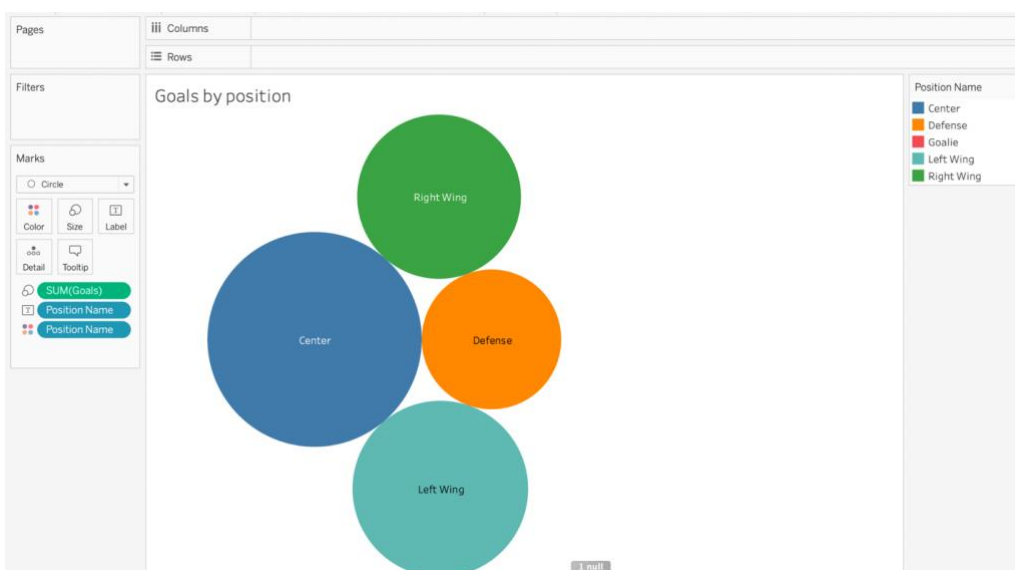 Pages
Columns
Rows
Filters
Marks
Circle
Color
Size
Label
Detail
Tooltip
SUM(Goals)
Position Name
Position Name
Goals by position
Right Wing
Center
Defense
Left Wing
1 null
Position Name
Center
Defense
Goalie
Left Wing
Right Wing